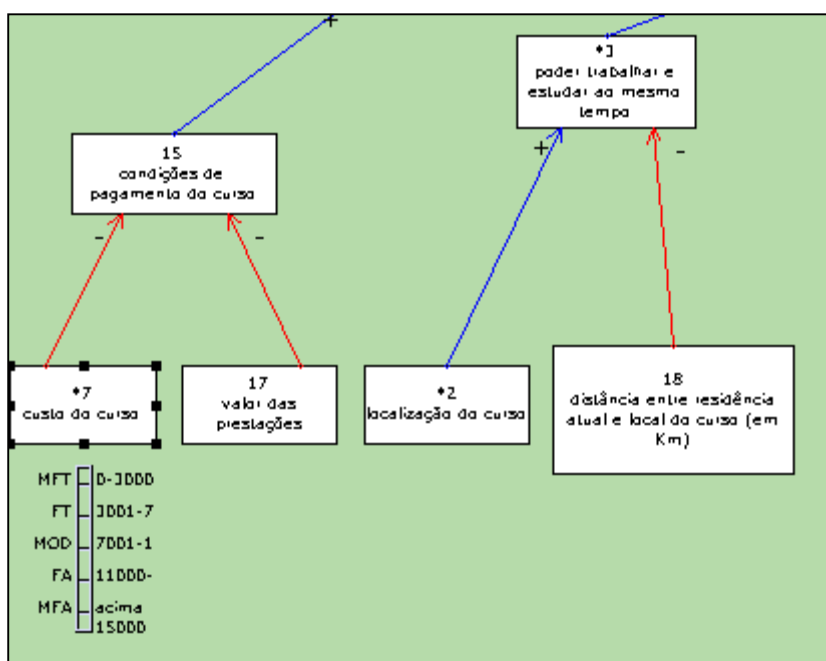 +
*3
poder trabalhar e
estudar ao mesmo
tempo
15
condições de
pagamento do curso
+
-
-
-
*7
custo do curso
17
valor das
prestações
*2
localização do curso
18
distância entre residência
atual e local do curso (em
Km)
MFT 0-3000
FT 3001-7
MOD 7001-1
FA 11000-
MFA acima
15000